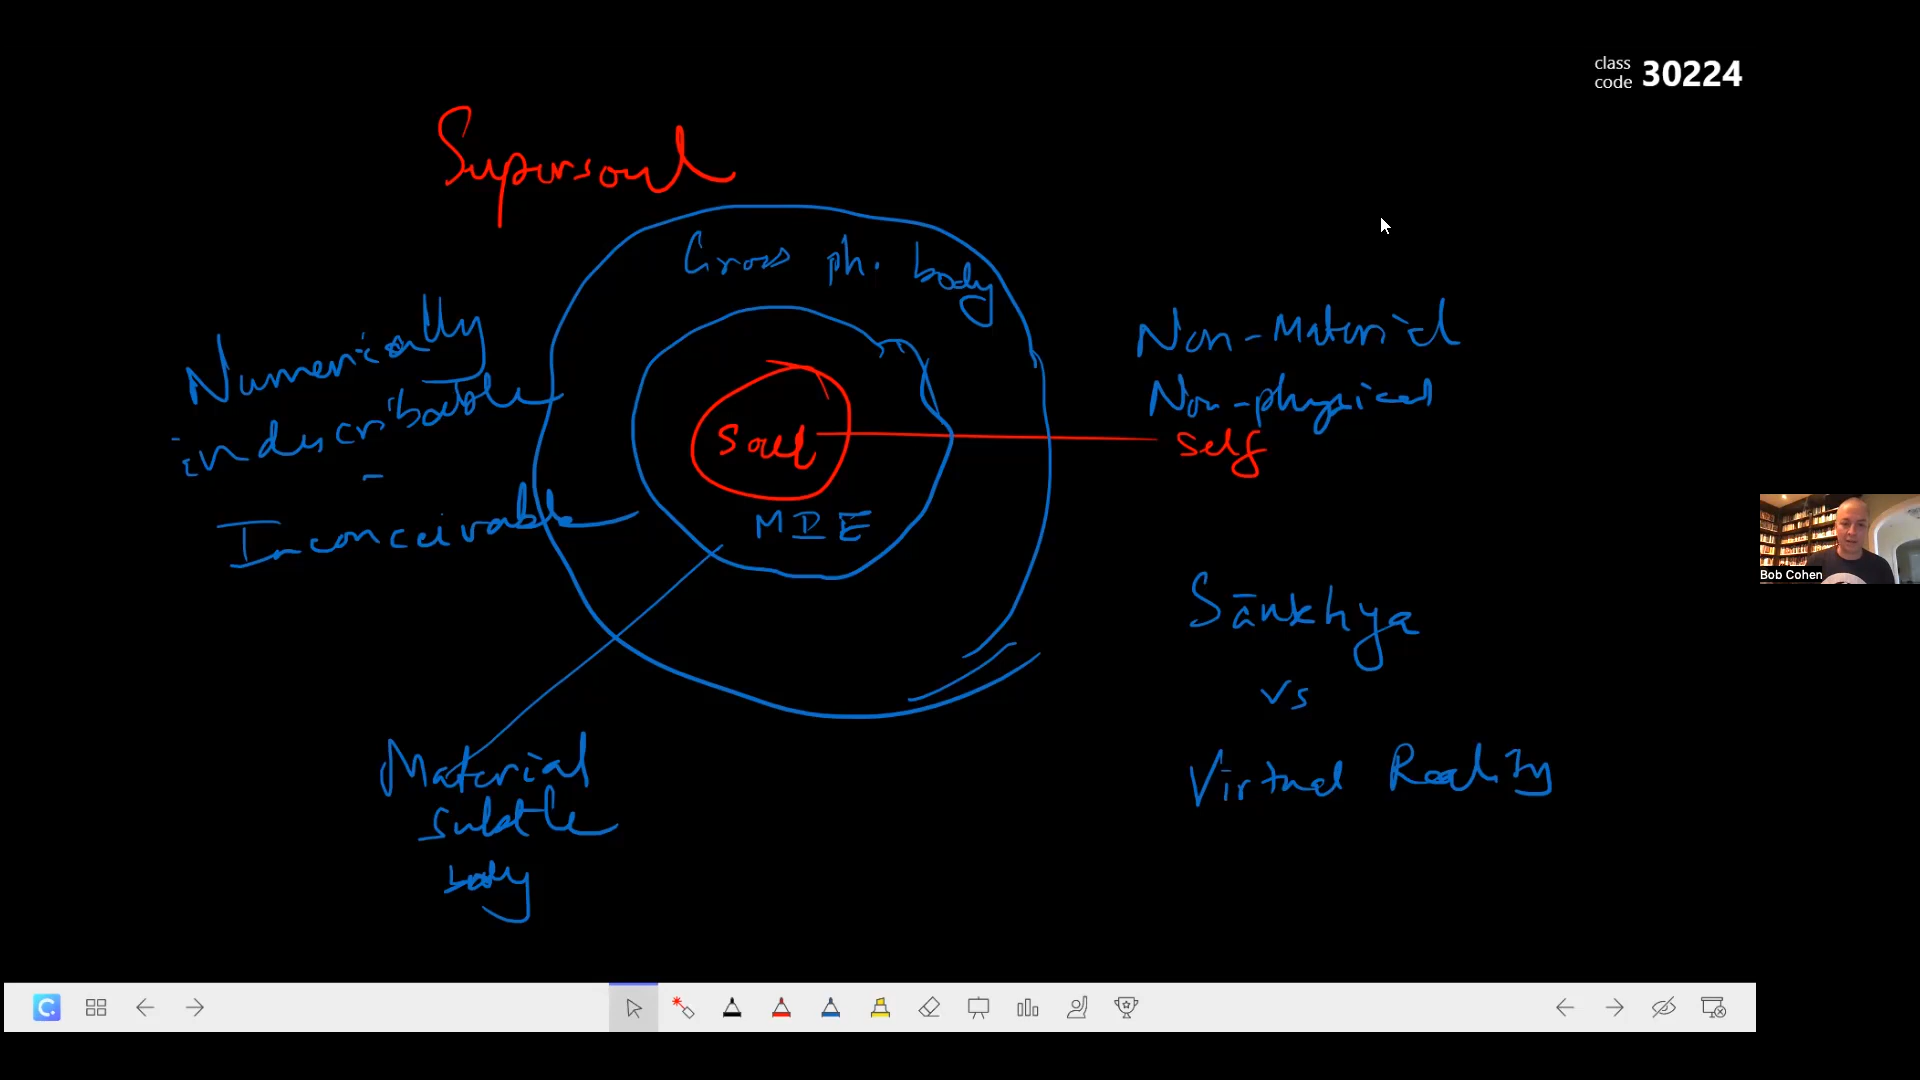 class
code 30224
Supersoul
Gross ph. body
Numerically
indescribable
-
Inconceivable
Soul
MIE
Non-Material
Non-physical
Self
Sānkhya
vs
Virtual Reality
Material
subtle
body
Bob Cohen